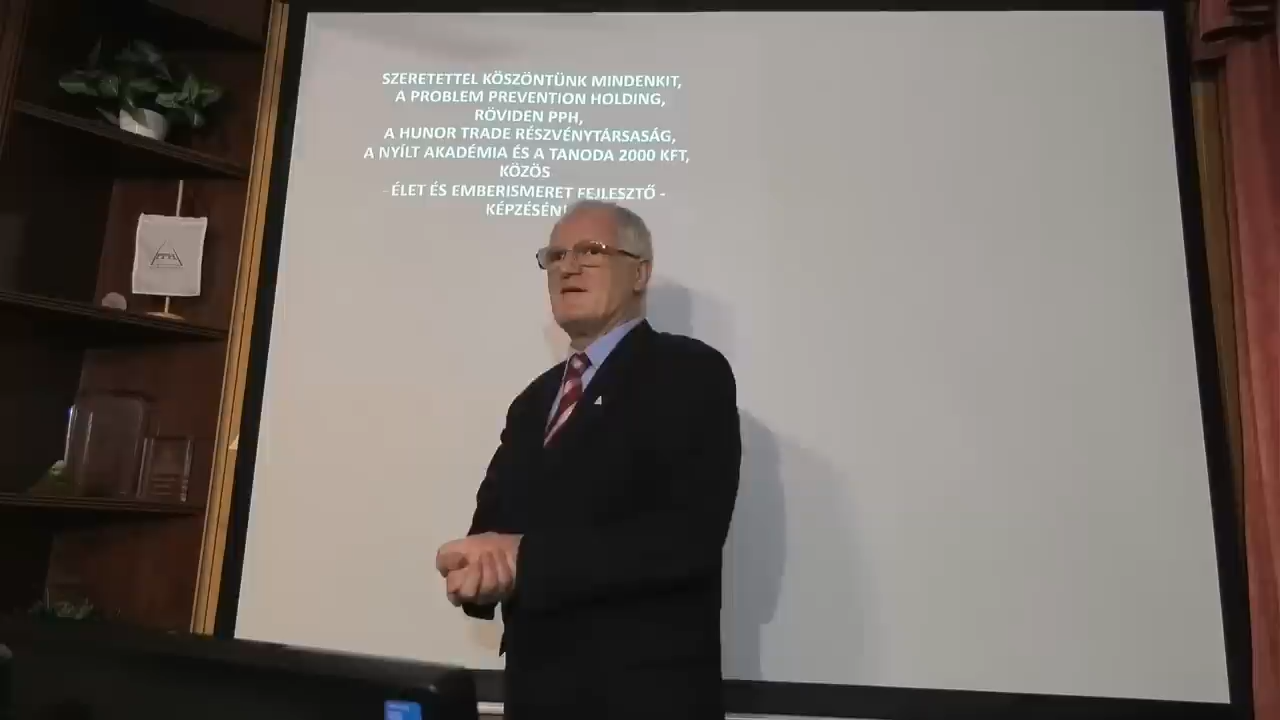 SZERETETTEL KÖSZÖNTÜNK MINDENKIT,
A PROBLEM PREVENTION HOLDING,
RÖVIDEN PPH,
A HUNOR TRADE RÉSZVÉNYTÁRSASÁG,
A NYÍLT AKADÉMIA ÉS A TANODA 2000 KFT,
KÖZÖS
- ÉLET ÉS EMBERISMERET FEJLESZTŐ -